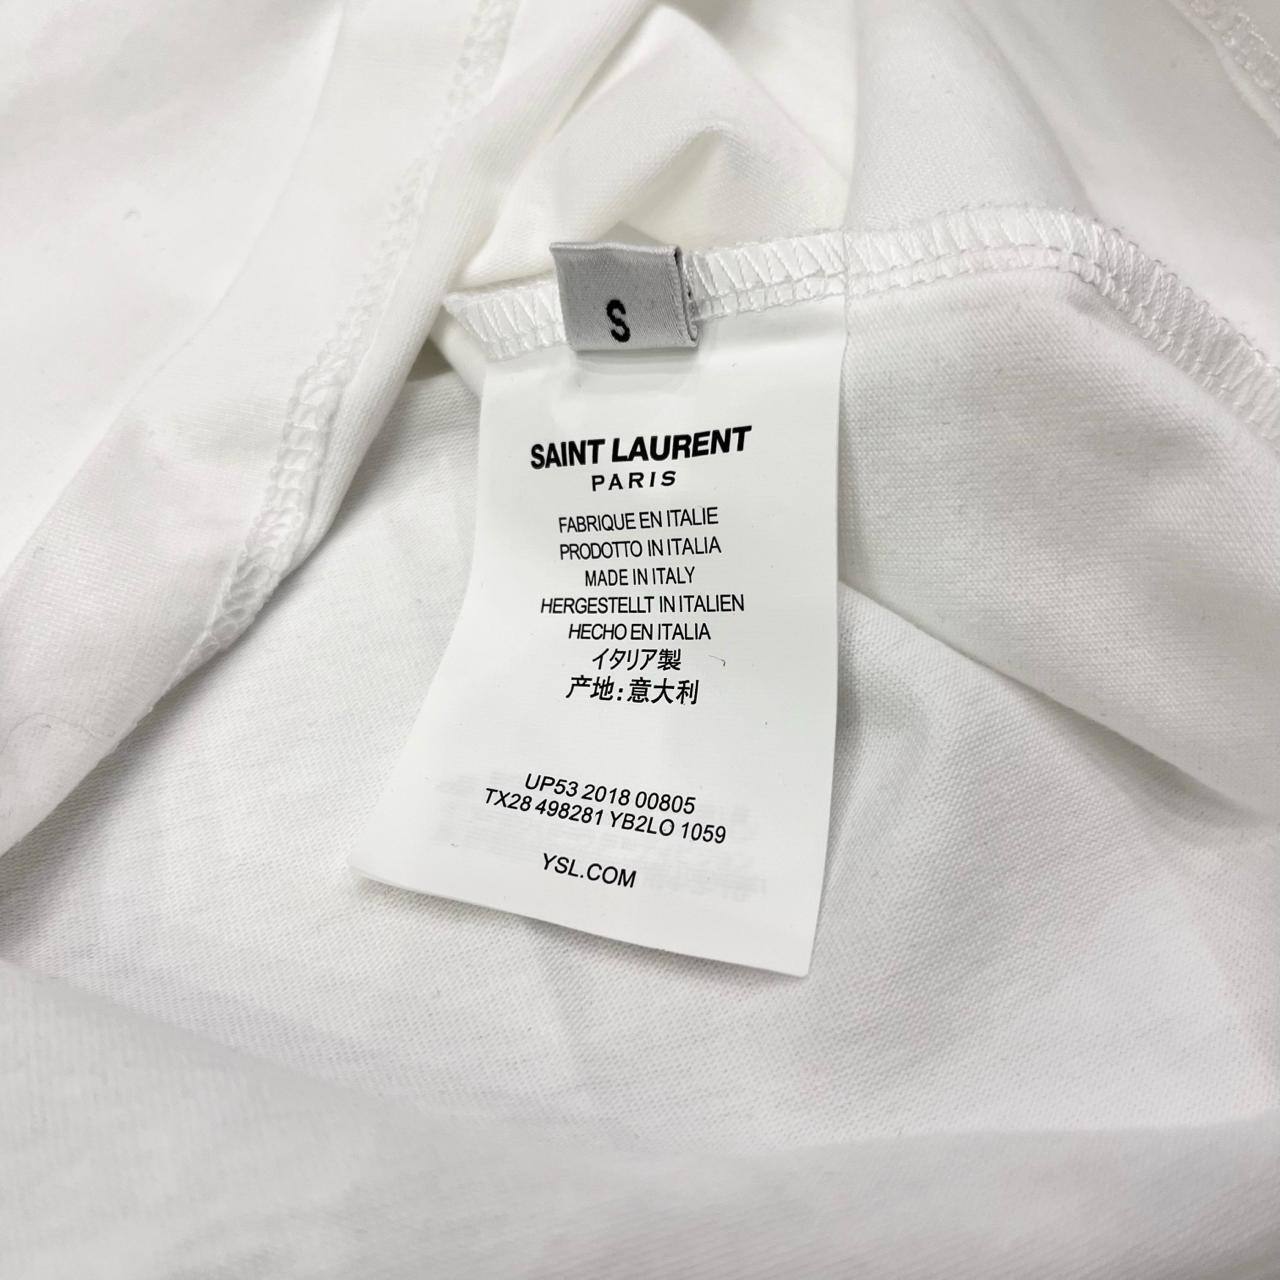 S
SAINT LAURENT
PARIS
FABRIQUE EN ITALIE
PRODOTTO IN ITALIA
MADE IN ITALY
HERGESTELLT IN ITALIEN
HECHO EN ITALIA
イタリア製
产地:意大利
UP53 2018 00805
TX28 498281 YB2LO 1059
YSL.COM